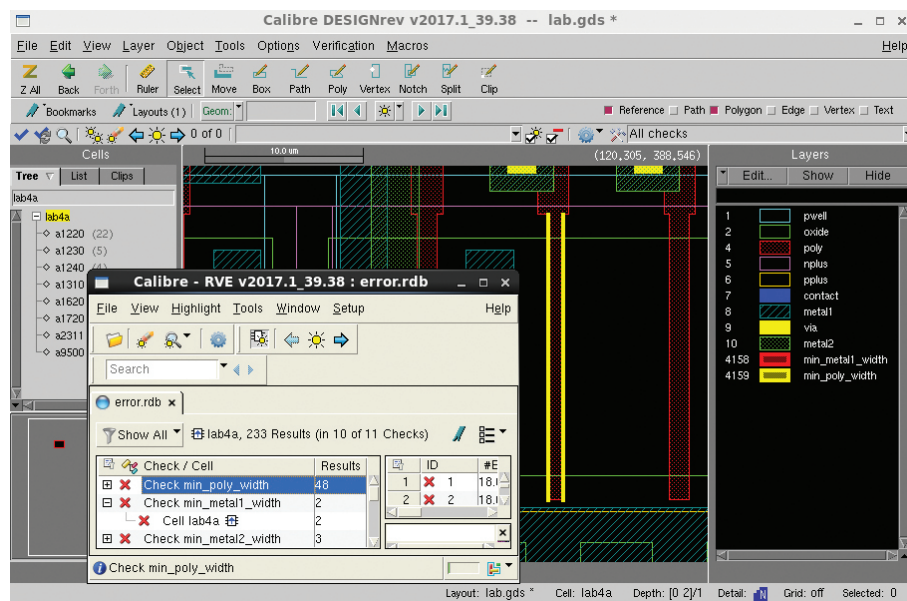 Calibre DESIGNrev v2017.1_39.38 -- lab.gds *
File Edit View Layer Object Tools Options Verification Macros Help
Z All Back Forth Ruler Select Move Box Path Poly Vertex Notch Split Clip
Bookmarks Layouts (1) Geom: Reference Path Polygon Edge Vertex Text
0 of 0 All checks
Cells 10.0 um (120.305, 388.546) Layers
Tree List Clips Edit... Show Hide
lab4a
lab4a
a1220 (22)
a1230 (5)
a1240 (4)
a1310
a1620
a1720
a2311
a9500
1 pwell
2 oxide
4 poly
5 nplus
6 pplus
7 contact
8 metal1
9 via
10 metal2
4158 min_metal1_width
4159 min_poly_width
Calibre - RVE v2017.1_39.38 : error.rdb
File View Highlight Tools Window Setup Help
Search
error.rdb
Show All lab4a, 233 Results (in 10 of 11 Checks)
Check / Cell Results ID #E
Check min_poly_width 48 1 1 18.
Check min_metal1_width 2 2 2 18.
Cell lab4a 2
Check min_metal2_width 3
Check min_poly_width
Layout: lab.gds * Cell: lab4a Depth: [0 2]/1 Detail: N Grid: Off Selected: 0